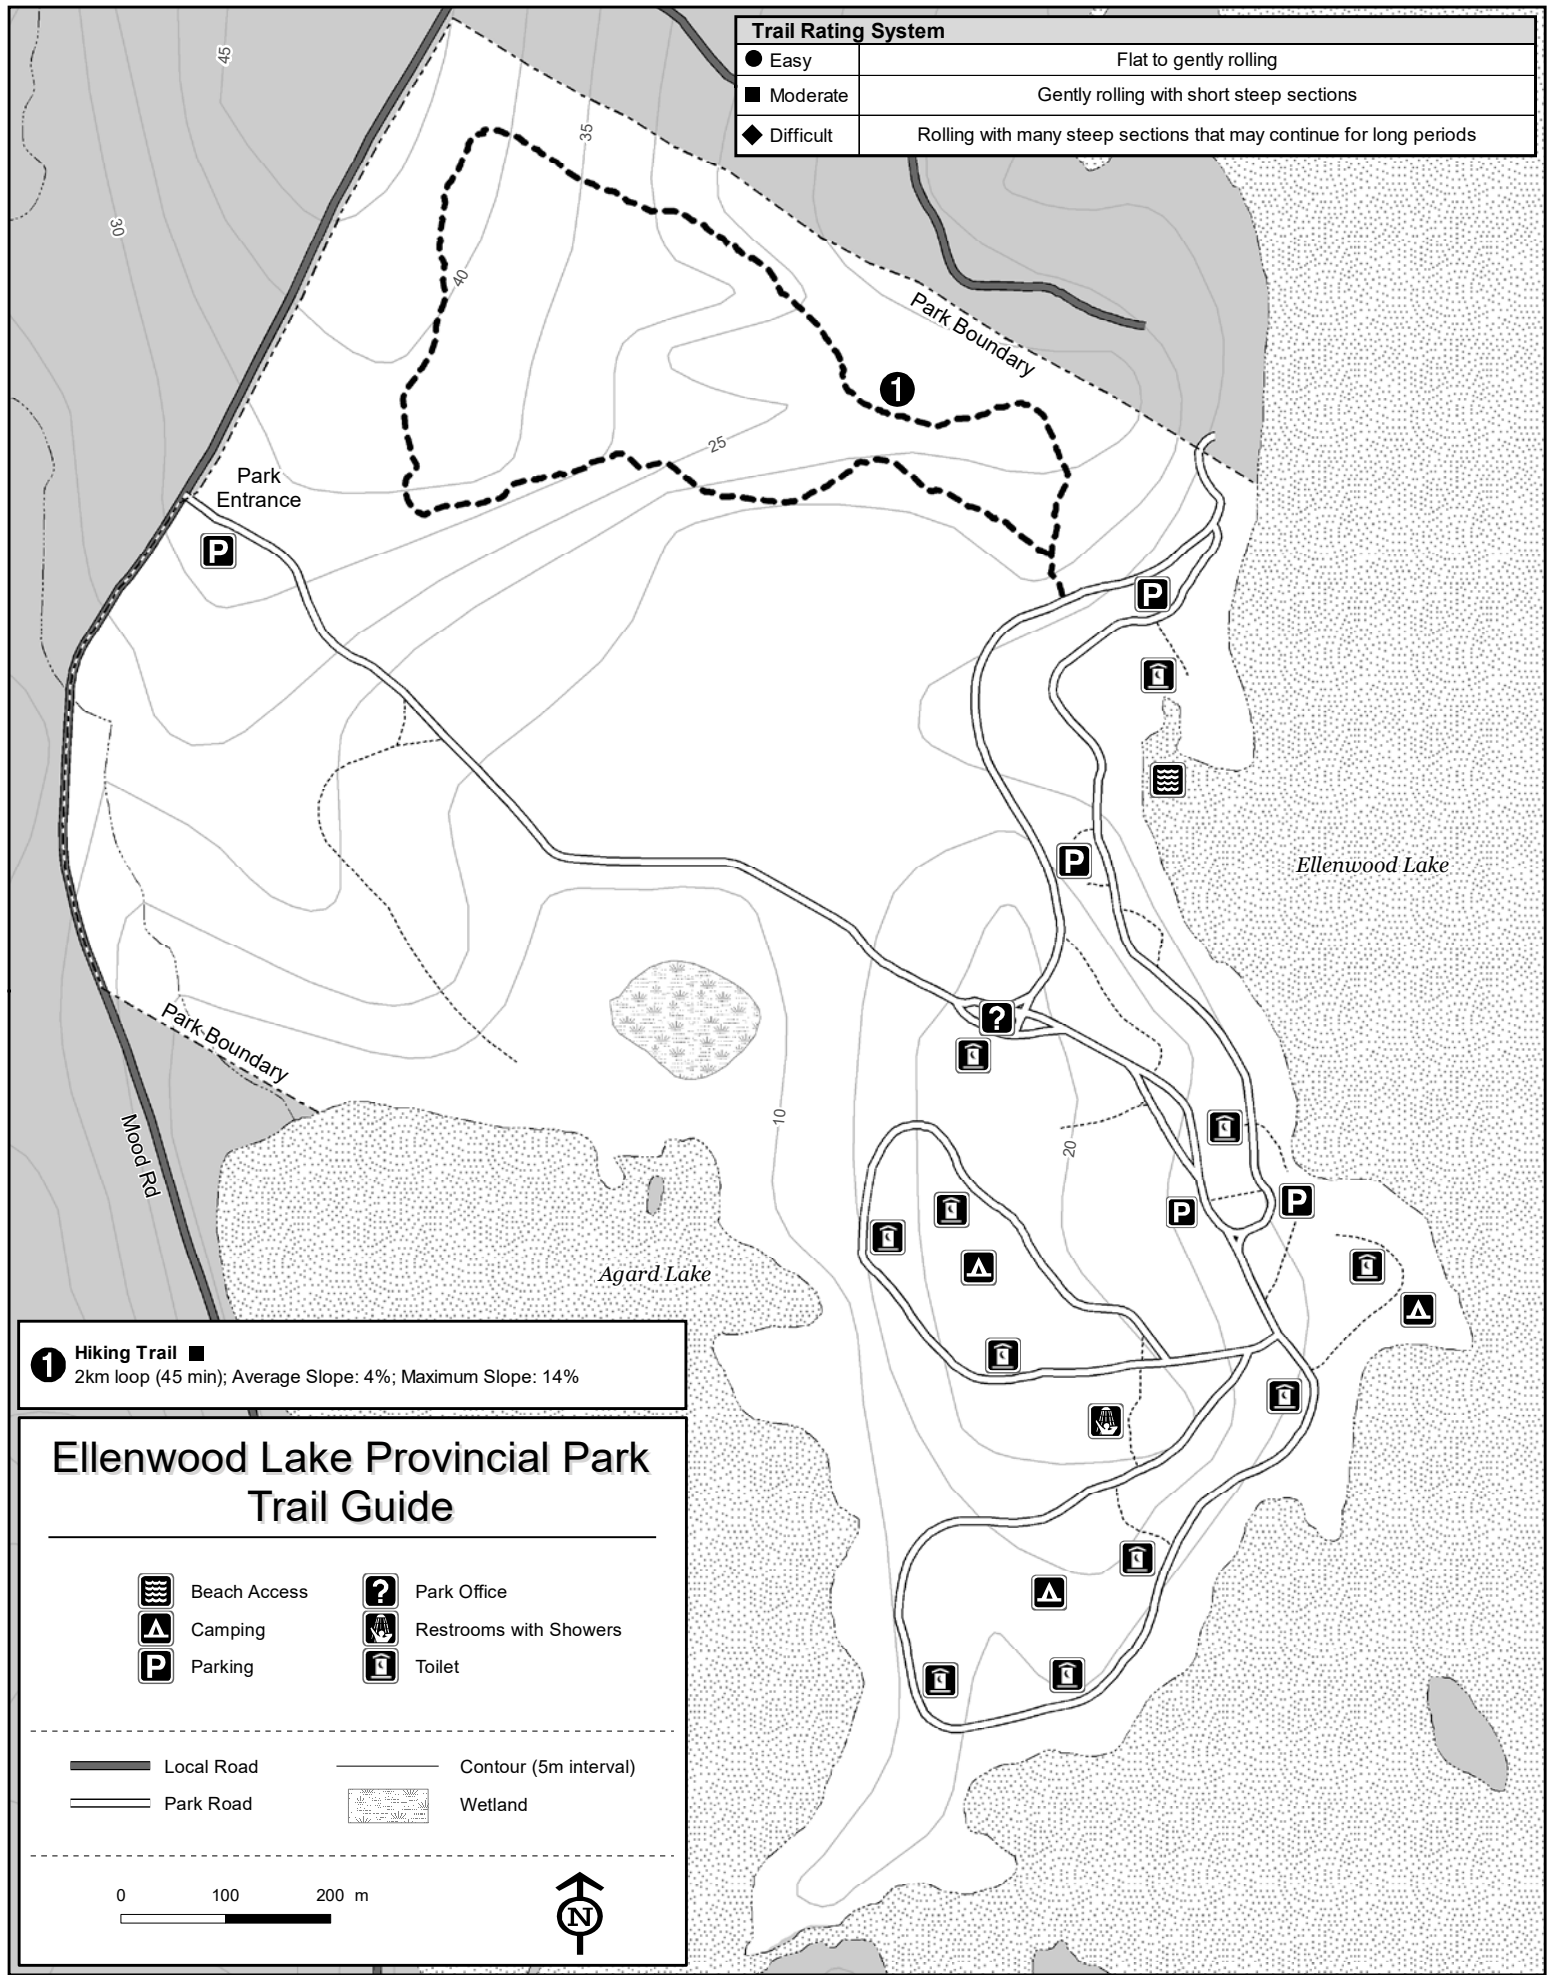 Trail Rating System
Easy Flat to gently rolling
Moderate Gently rolling with short steep sections
Difficult Rolling with many steep sections that may continue for long periods
45
35
30
40
Park Boundary
1
25
Park
Entrance
P
P
Ellenwood Lake
P
?
Park Boundary
10
20
Mood Rd
P
P
Agard Lake
1 Hiking Trail
2km loop (45 min); Average Slope: 4%; Maximum Slope: 14%
Ellenwood Lake Provincial Park
Trail Guide
Beach Access ? Park Office
Camping Restrooms with Showers
P Parking Toilet
Local Road Contour (5m interval)
Park Road Wetland
0 100 200 m
N